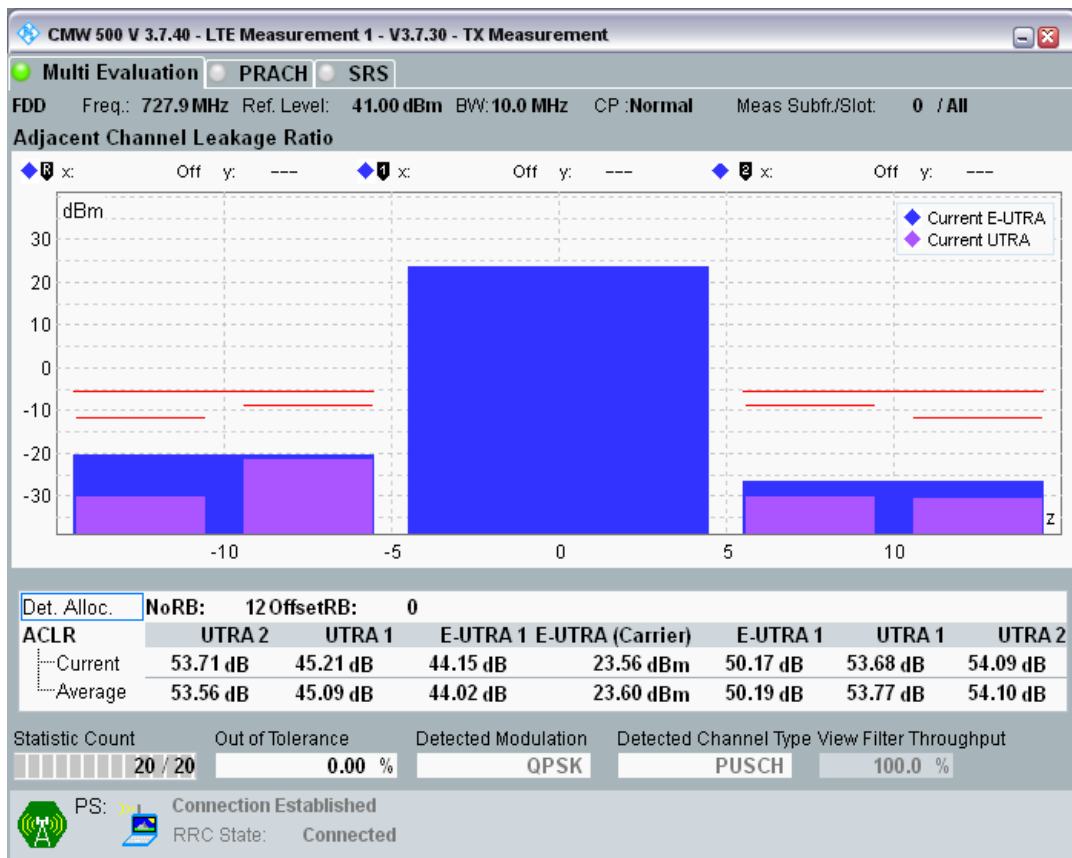 CMW 500 V 3.7.40 - LTE Measurement 1 - V3.7.30 - TX Measurement
Multi Evaluation PRACH SRS
FDD Freq.: 727.9 MHz Ref. Level: 41.00 dBm BW: 10.0 MHz CP :Normal Meas Subfr./Slot: 0 / All
Adjacent Channel Leakage Ratio
R x: Off y: --- 1 x: Off y: --- 2 x: Off y: ---
dBm
Current E-UTRA
Current UTRA
30
20
10
0
-10
-20
-30
z
-10 -5 0 5 10
Det. Alloc. NoRB: 12 OffsetRB: 0
ACLR UTRA 2 UTRA 1 E-UTRA 1 E-UTRA (Carrier) E-UTRA 1 UTRA 1 UTRA 2
Current 53.71 dB 45.21 dB 44.15 dB 23.56 dBm 50.17 dB 53.68 dB 54.09 dB
Average 53.56 dB 45.09 dB 44.02 dB 23.60 dBm 50.19 dB 53.77 dB 54.10 dB
Statistic Count Out of Tolerance Detected Modulation Detected Channel Type View Filter Throughput
20 / 20 0.00 % QPSK PUSCH 100.0 %
PS: Connection Established
RRC State: Connected